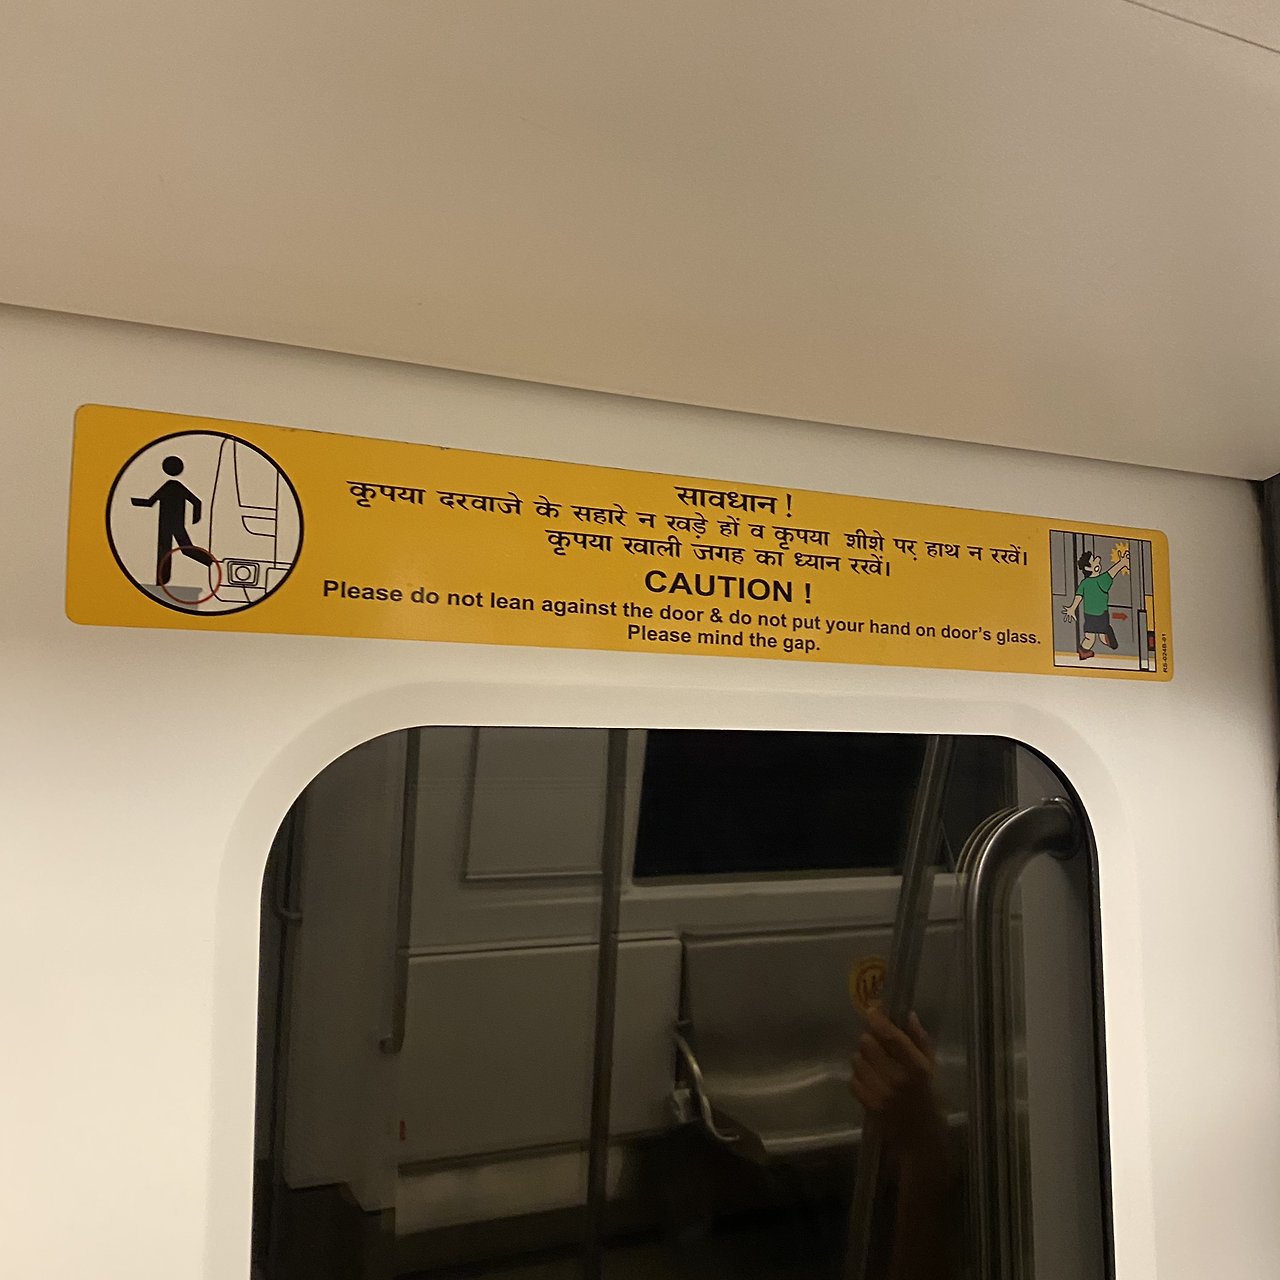 सावधान !
कृपया दरवाजे के सहारे न खड़े हों व कृपया शीशे पर हाथ न रखें।
कृपया खाली जगह का ध्यान रखें।
CAUTION !
Please do not lean against the door & do not put your hand on door's glass.
Please mind the gap.